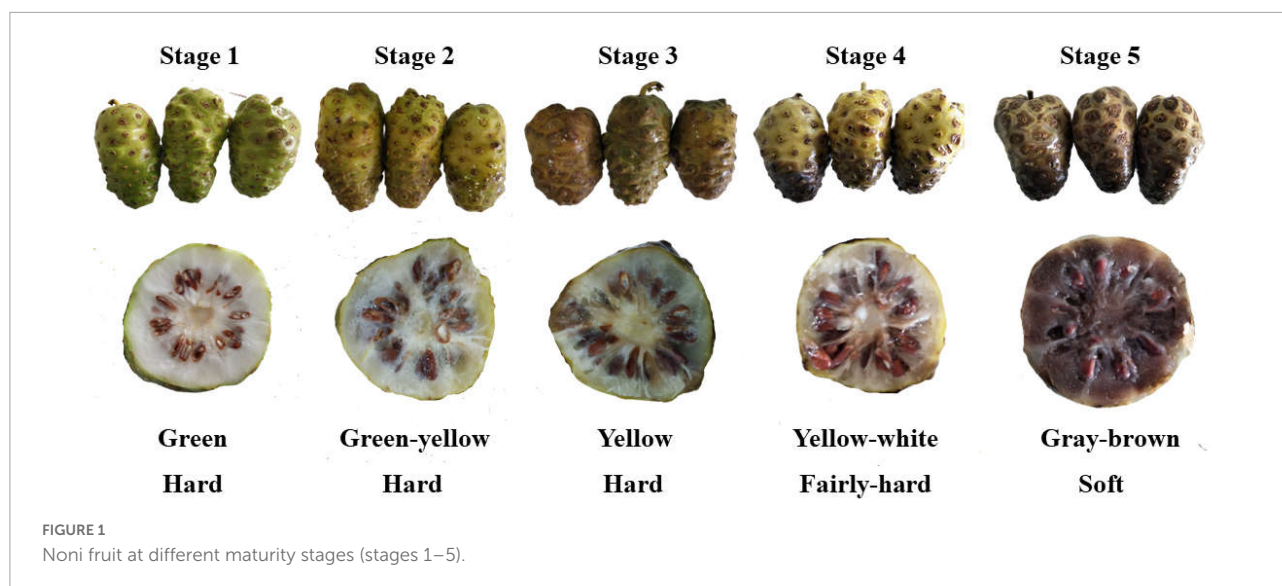 Stage 1 Stage 2 Stage 3 Stage 4 Stage 5
Green Green-yellow Yellow Yellow-white Gray-brown
Hard Hard Hard Fairly-hard Soft
FIGURE 1
Noni fruit at different maturity stages (stages 1–5).